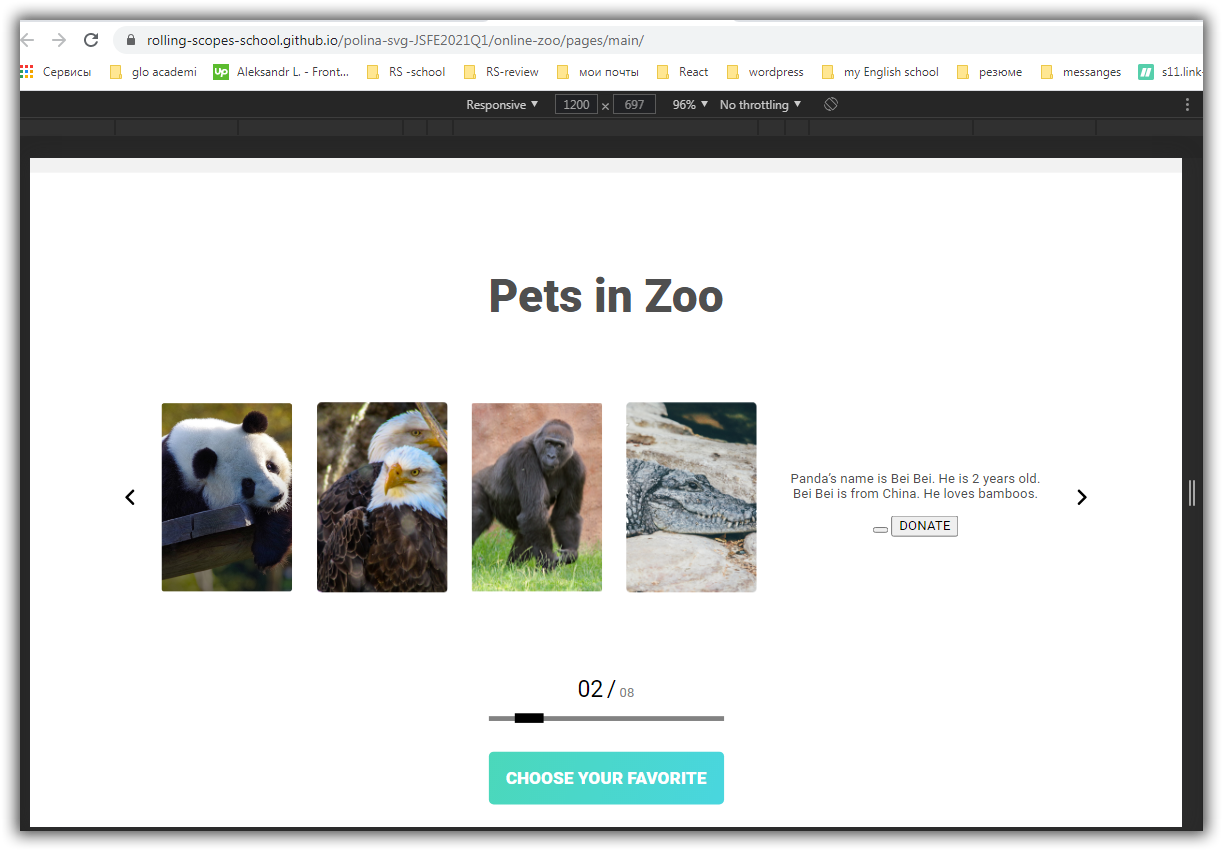 rolling-scopes-school.github.io/polina-svg-JSFE2021Q1/online-zoo/pages/main/
Сервисы glo academi Up Aleksandr L. - Front... RS -school RS-review мои почты React wordpress my English school резюме messanges s11.link-
Responsive ▼ 1200 × 697 96% ▼ No throttling ▼
Pets in Zoo
Panda's name is Bei Bei. He is 2 years old.
Bei Bei is from China. He loves bamboos.
DONATE
02 / 08
CHOOSE YOUR FAVORITE